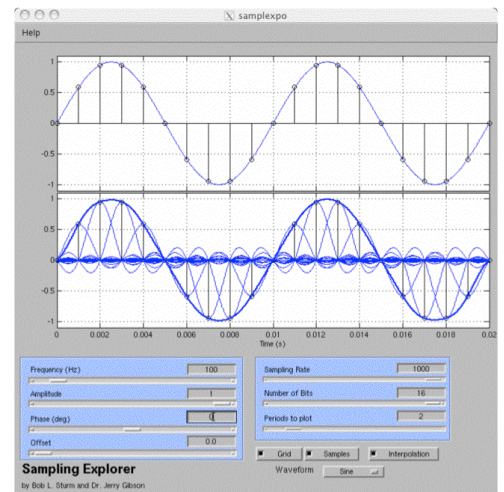 samplexpo
Help
1
0.5
0
-0.5
-1
1
0.5
0
-0.5
-1
0 0.002 0.004 0.006 0.008 0.01 0.012 0.014 0.016 0.018 0.02
Time (s)
Frequency (Hz) 100
Amplitude 1
Phase (deg) 0
Offset 0.0
Sampling Rate 1000
Number of Bits 16
Periods to plot 2
Grid Samples Interpolation
Waveform Sine
Sampling Explorer
by Bob L. Sturm and Dr. Jerry Gibson